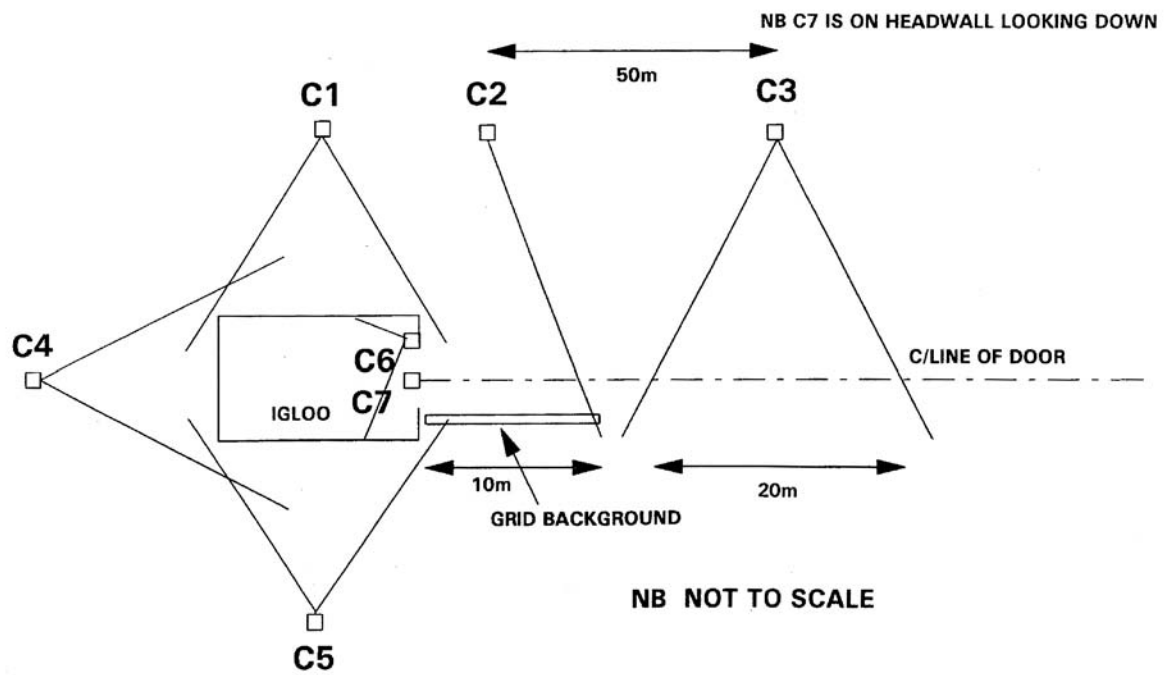 NB C7 IS ON HEADWALL LOOKING DOWN
50m
C1
C2
C3
C4
C6
C/LINE OF DOOR
C7
IGLOO
10m
20m
GRID BACKGROUND
NB NOT TO SCALE
C5